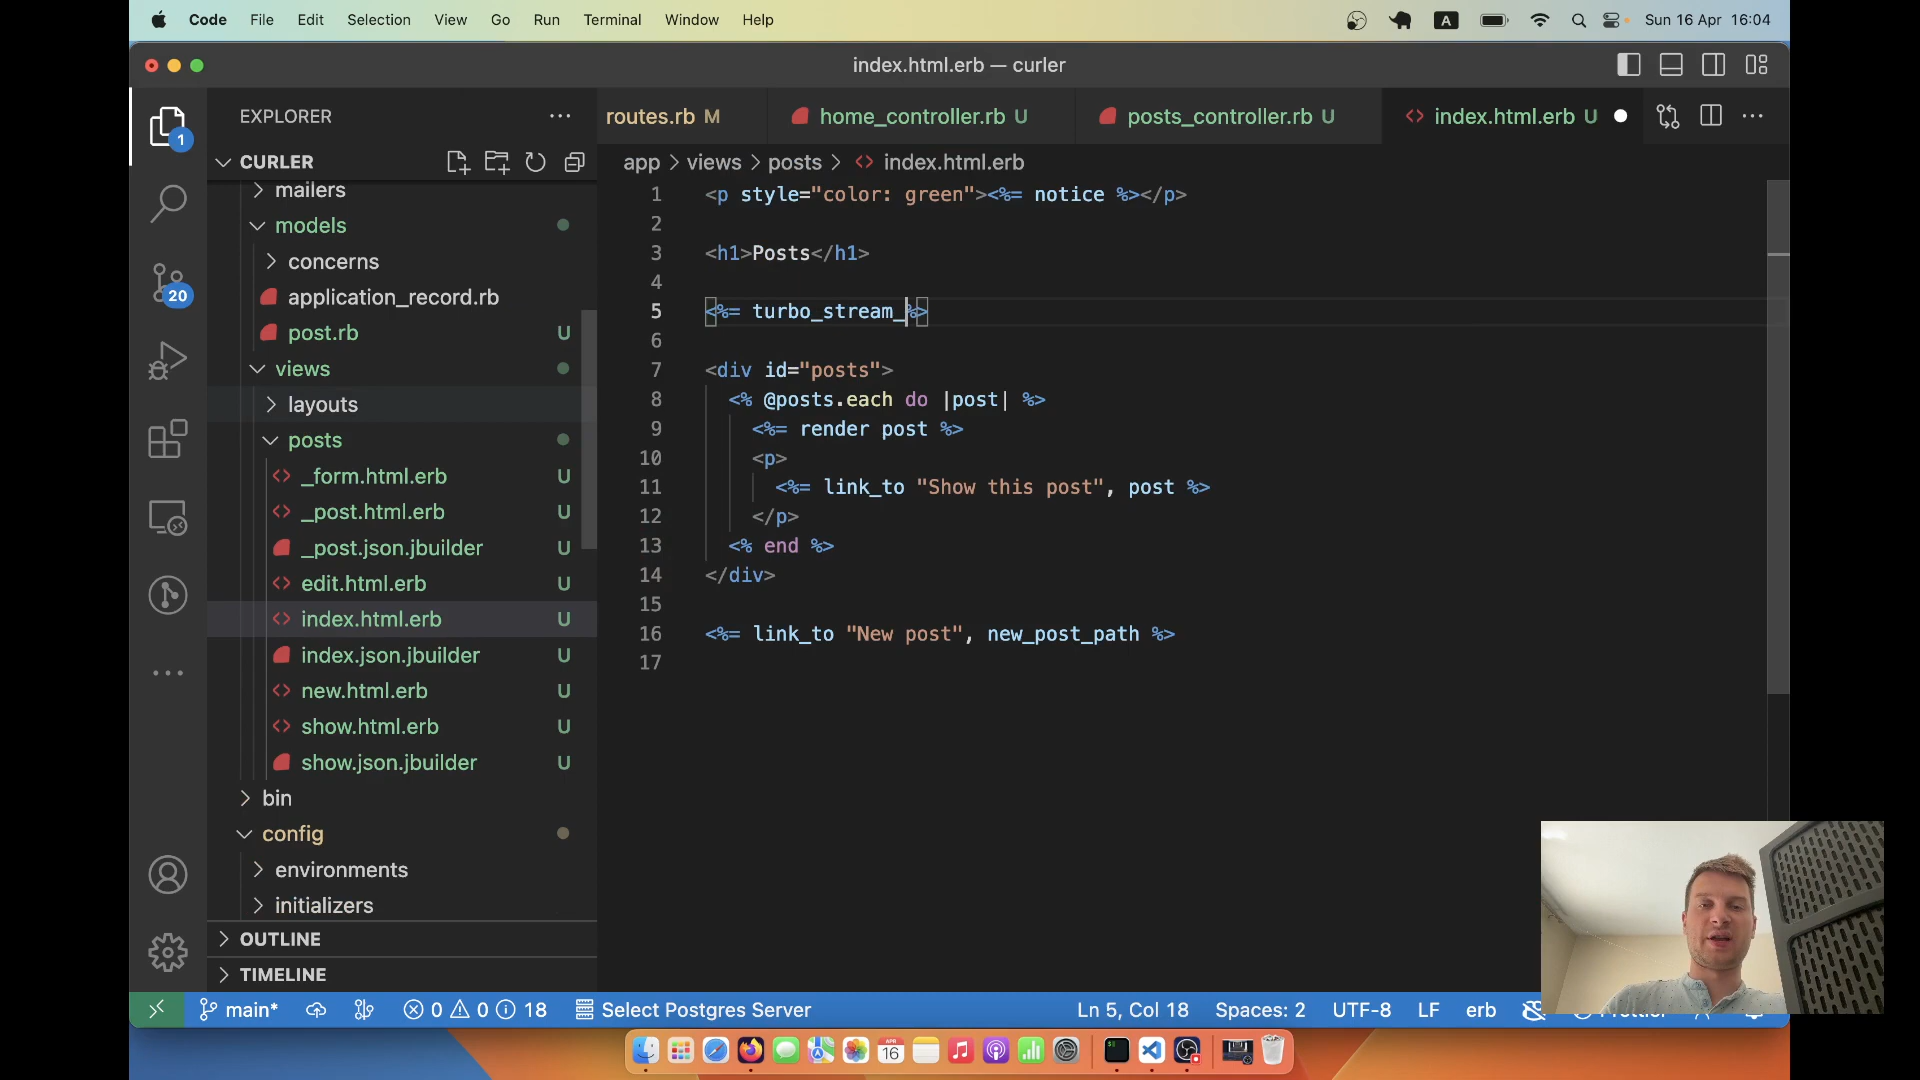 Code File Edit Selection View Go Run Terminal Window Help A Sun 16 Apr 16:04
index.html.erb — curler
EXPLORER
routes.rb M
home_controller.rb U
posts_controller.rb U
index.html.erb U
1
CURLER
app > views > posts > index.html.erb
mailers
models
concerns
20
application_record.rb
post.rb U
views
layouts
posts
_form.html.erb U
_post.html.erb U
_post.json.jbuilder U
edit.html.erb U
index.html.erb U
index.json.jbuilder U
new.html.erb U
show.html.erb U
show.json.jbuilder U
bin
config
environments
initializers
OUTLINE
TIMELINE
1 <p style="color: green"><%= notice %></p>
2
3 <h1>Posts</h1>
4
5 <%= turbo_stream_%>
6
7 <div id="posts">
8 <% @posts.each do |post| %>
9 <%= render post %>
10 <p>
11 <%= link_to "Show this post", post %>
12 </p>
13 <% end %>
14 </div>
15
16 <%= link_to "New post", new_post_path %>
17
main* 0 0 18 Select Postgres Server Ln 5, Col 18 Spaces: 2 UTF-8 LF erb
APR
16